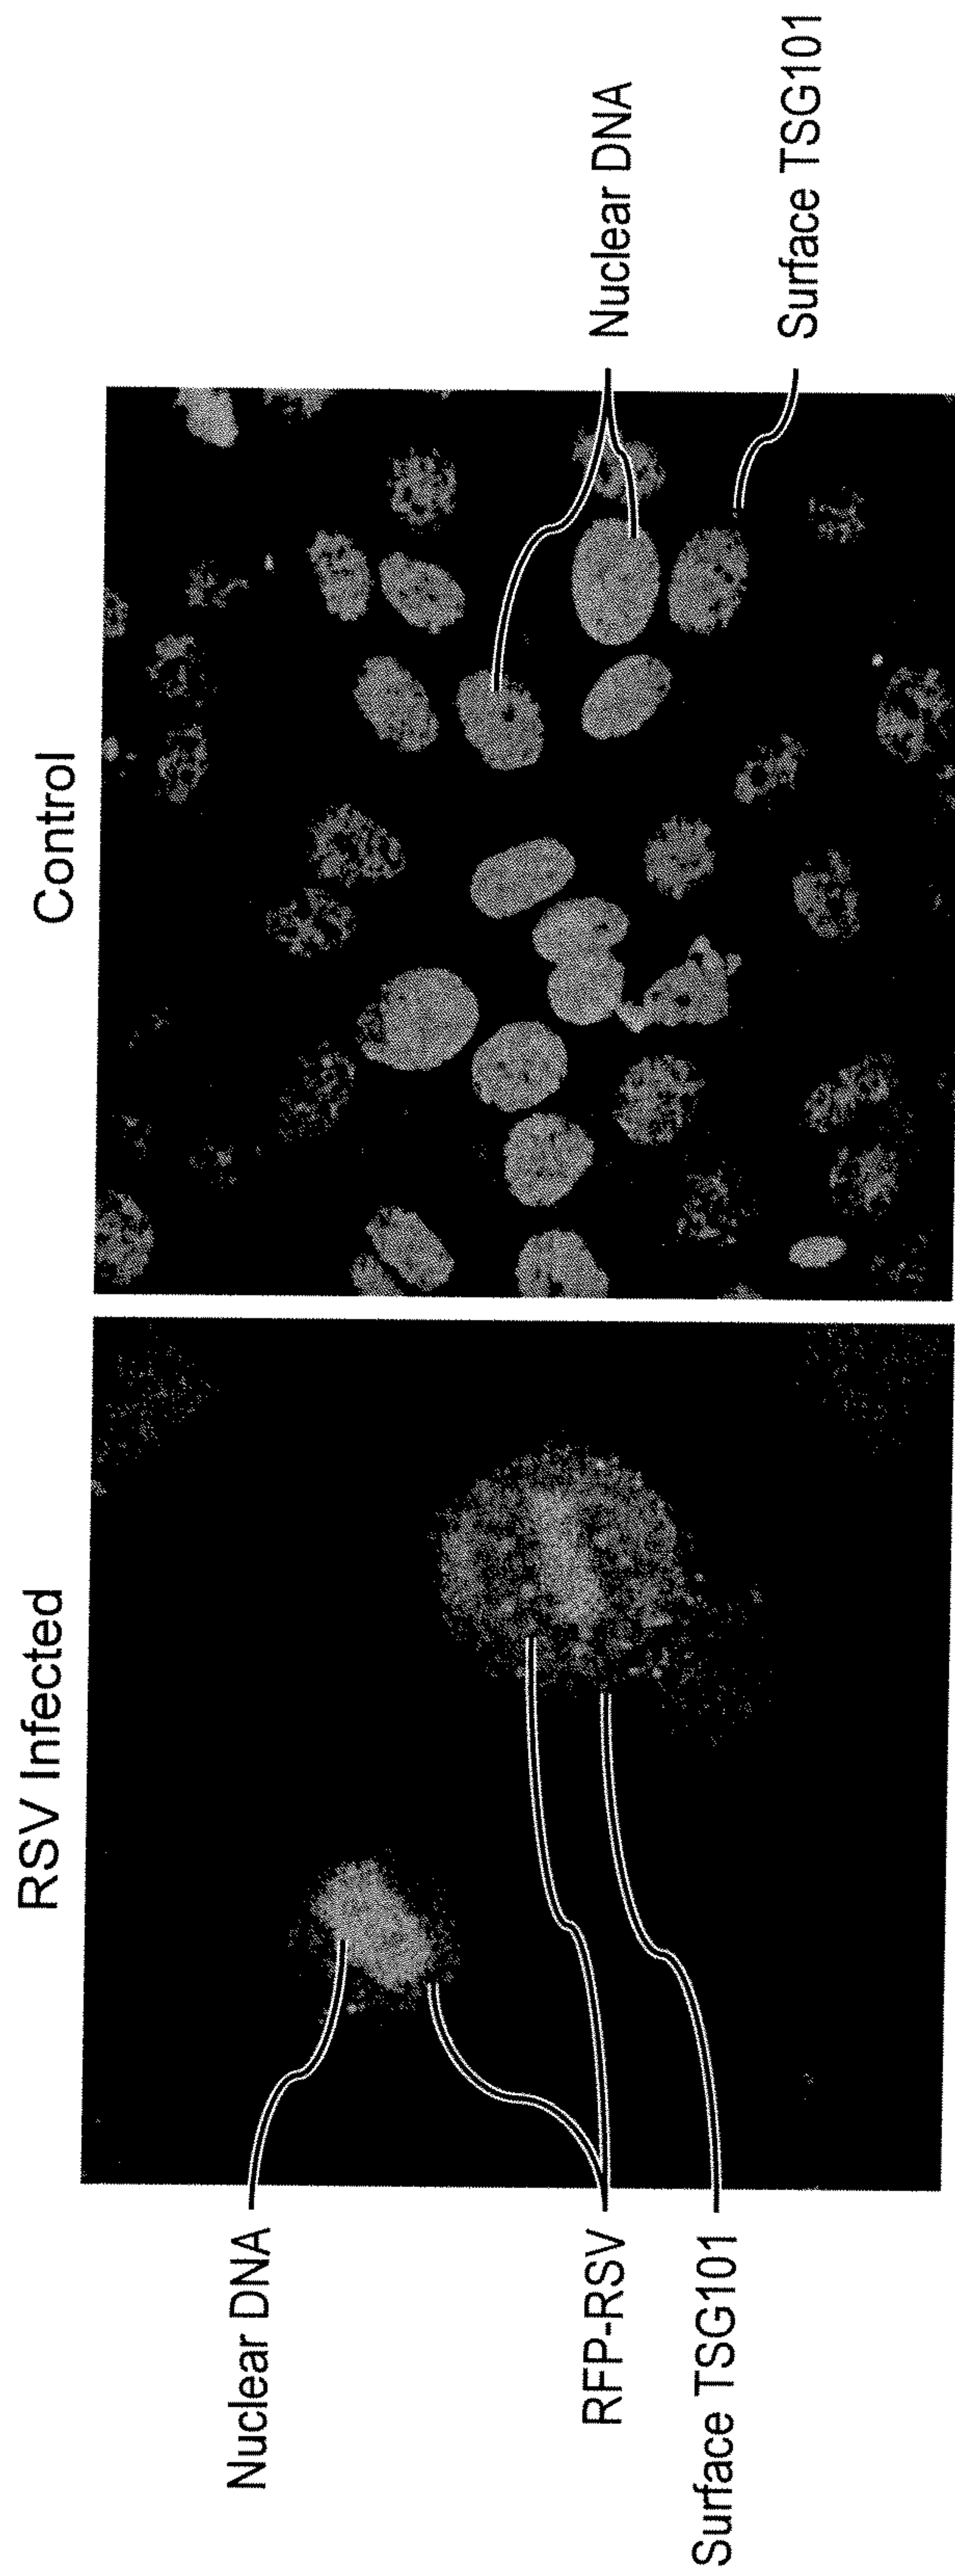 RSV Infected
Control
Nuclear DNA
RFP-RSV
Surface TSG101
Nuclear DNA
Surface TSG101